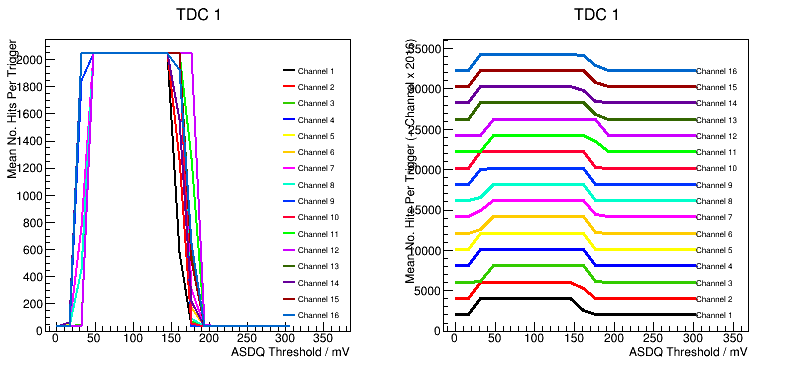 TDC 1
Mean No. Hits Per Trigger
2000
1800
1600
1400
1200
1000
800
600
400
200
0
0 50 100 150 200 250 300 350
ASDQ Threshold / mV
Channel 1
Channel 2
Channel 3
Channel 4
Channel 5
Channel 6
Channel 7
Channel 8
Channel 9
Channel 10
Channel 11
Channel 12
Channel 13
Channel 14
Channel 15
Channel 16
TDC 1
Mean No. Hits Per Trigger (+ Channel x 2016)
35000
30000
25000
20000
15000
10000
5000
0
0 50 100 150 200 250 300 350
ASDQ Threshold / mV
Channel 16
Channel 15
Channel 14
Channel 13
Channel 12
Channel 11
Channel 10
Channel 9
Channel 8
Channel 7
Channel 6
Channel 5
Channel 4
Channel 3
Channel 2
Channel 1